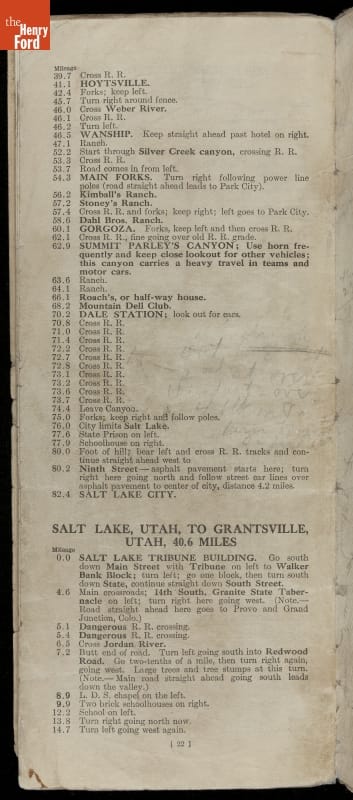 the
Henry
Ford
Mileage
39.7 Cross R. R.
41.1 HOYTSVILLE.
42.4 Forks; keep left.
45.7 Turn right around fence.
46.0 Cross Weber River.
46.1 Cross R. R.
46.2 Turn left.
46.5 WANSHIP. Keep straight ahead past hotel on right.
47.1 Ranch.
52.2 Start through Silver Creek canyon, crossing R. R.
53.3 Cross R. R.
53.7 Road comes in from left.
54.3 MAIN FORKS. Turn right following power line
poles (road straight ahead leads to Park City).
56.2 Kimball's Ranch.
57.2 Stoney's Ranch.
57.4 Cross R. R. and forks; keep right; left goes to Park City.
58.6 Dahl Bros. Ranch.
60.1 GORGOZA. Forks, keep left and then cross R. R.
62.1 Cross R. R., line going over old R. R. grade.
62.9 SUMMIT PARLEY'S CANYON; Use horn fre-
quently and keep close lookout for other vehicles;
this canyon carries a heavy travel in teams and
motor cars.
63.6 Ranch.
64.1 Ranch.
66.1 Roach's, or half-way house.
68.2 Mountain Dell Club.
70.2 DALE STATION; look out for cars.
70.8 Cross R. R.
71.0 Cross R. R.
71.4 Cross R. R.
72.2 Cross R. R.
72.7 Cross R. R.
72.8 Cross R. R.
73.1 Cross R. R.
73.2 Cross R. R.
73.6 Cross R. R.
73.7 Cross R. R.
74.4 Leave Canyon.
75.0 Forks; keep right and follow poles.
76.0 City limits Salt Lake.
77.6 State Prison on left.
77.9 Schoolhouse on right.
80.0 Foot of hill; bear left and cross R. R. tracks and con-
tinue straight ahead west to
80.2 Ninth Street—asphalt pavement starts here; turn
right here going north and follow street car lines over
asphalt pavement to center of city, distance 4.2 miles.
82.4 SALT LAKE CITY.
SALT LAKE, UTAH, TO GRANTSVILLE,
UTAH, 40.6 MILES
Mileage
0.0 SALT LAKE TRIBUNE BUILDING. Go south
down Main Street with Tribune on left to Walker
Bank Block; turn left; go one block, then turn south
down State, continue straight down South Street.
4.6 Main crossroads; 14th South, Granite State Taber-
nacle on left; turn right here going west. (Note.—
Road straight ahead here goes to Provo and Grand
Junction, Colo.)
5.1 Dangerous R. R. crossing.
5.4 Dangerous R. R. crossing.
6.5 Cross Jordan River.
7.2 Butt end of road. Turn left going south into Redwood
Road. Go two-tenths of a mile, then turn right again,
going west. Large trees and tree stumps at this turn.
(Note.—Main road straight ahead going south leads
down the valley.)
8.9 L. D. S. chapel on the left.
9.9 Two brick schoolhouses on right.
12.2 School on left.
13.8 Turn right going north now.
14.7 Turn left going west again.
[ 22 ]